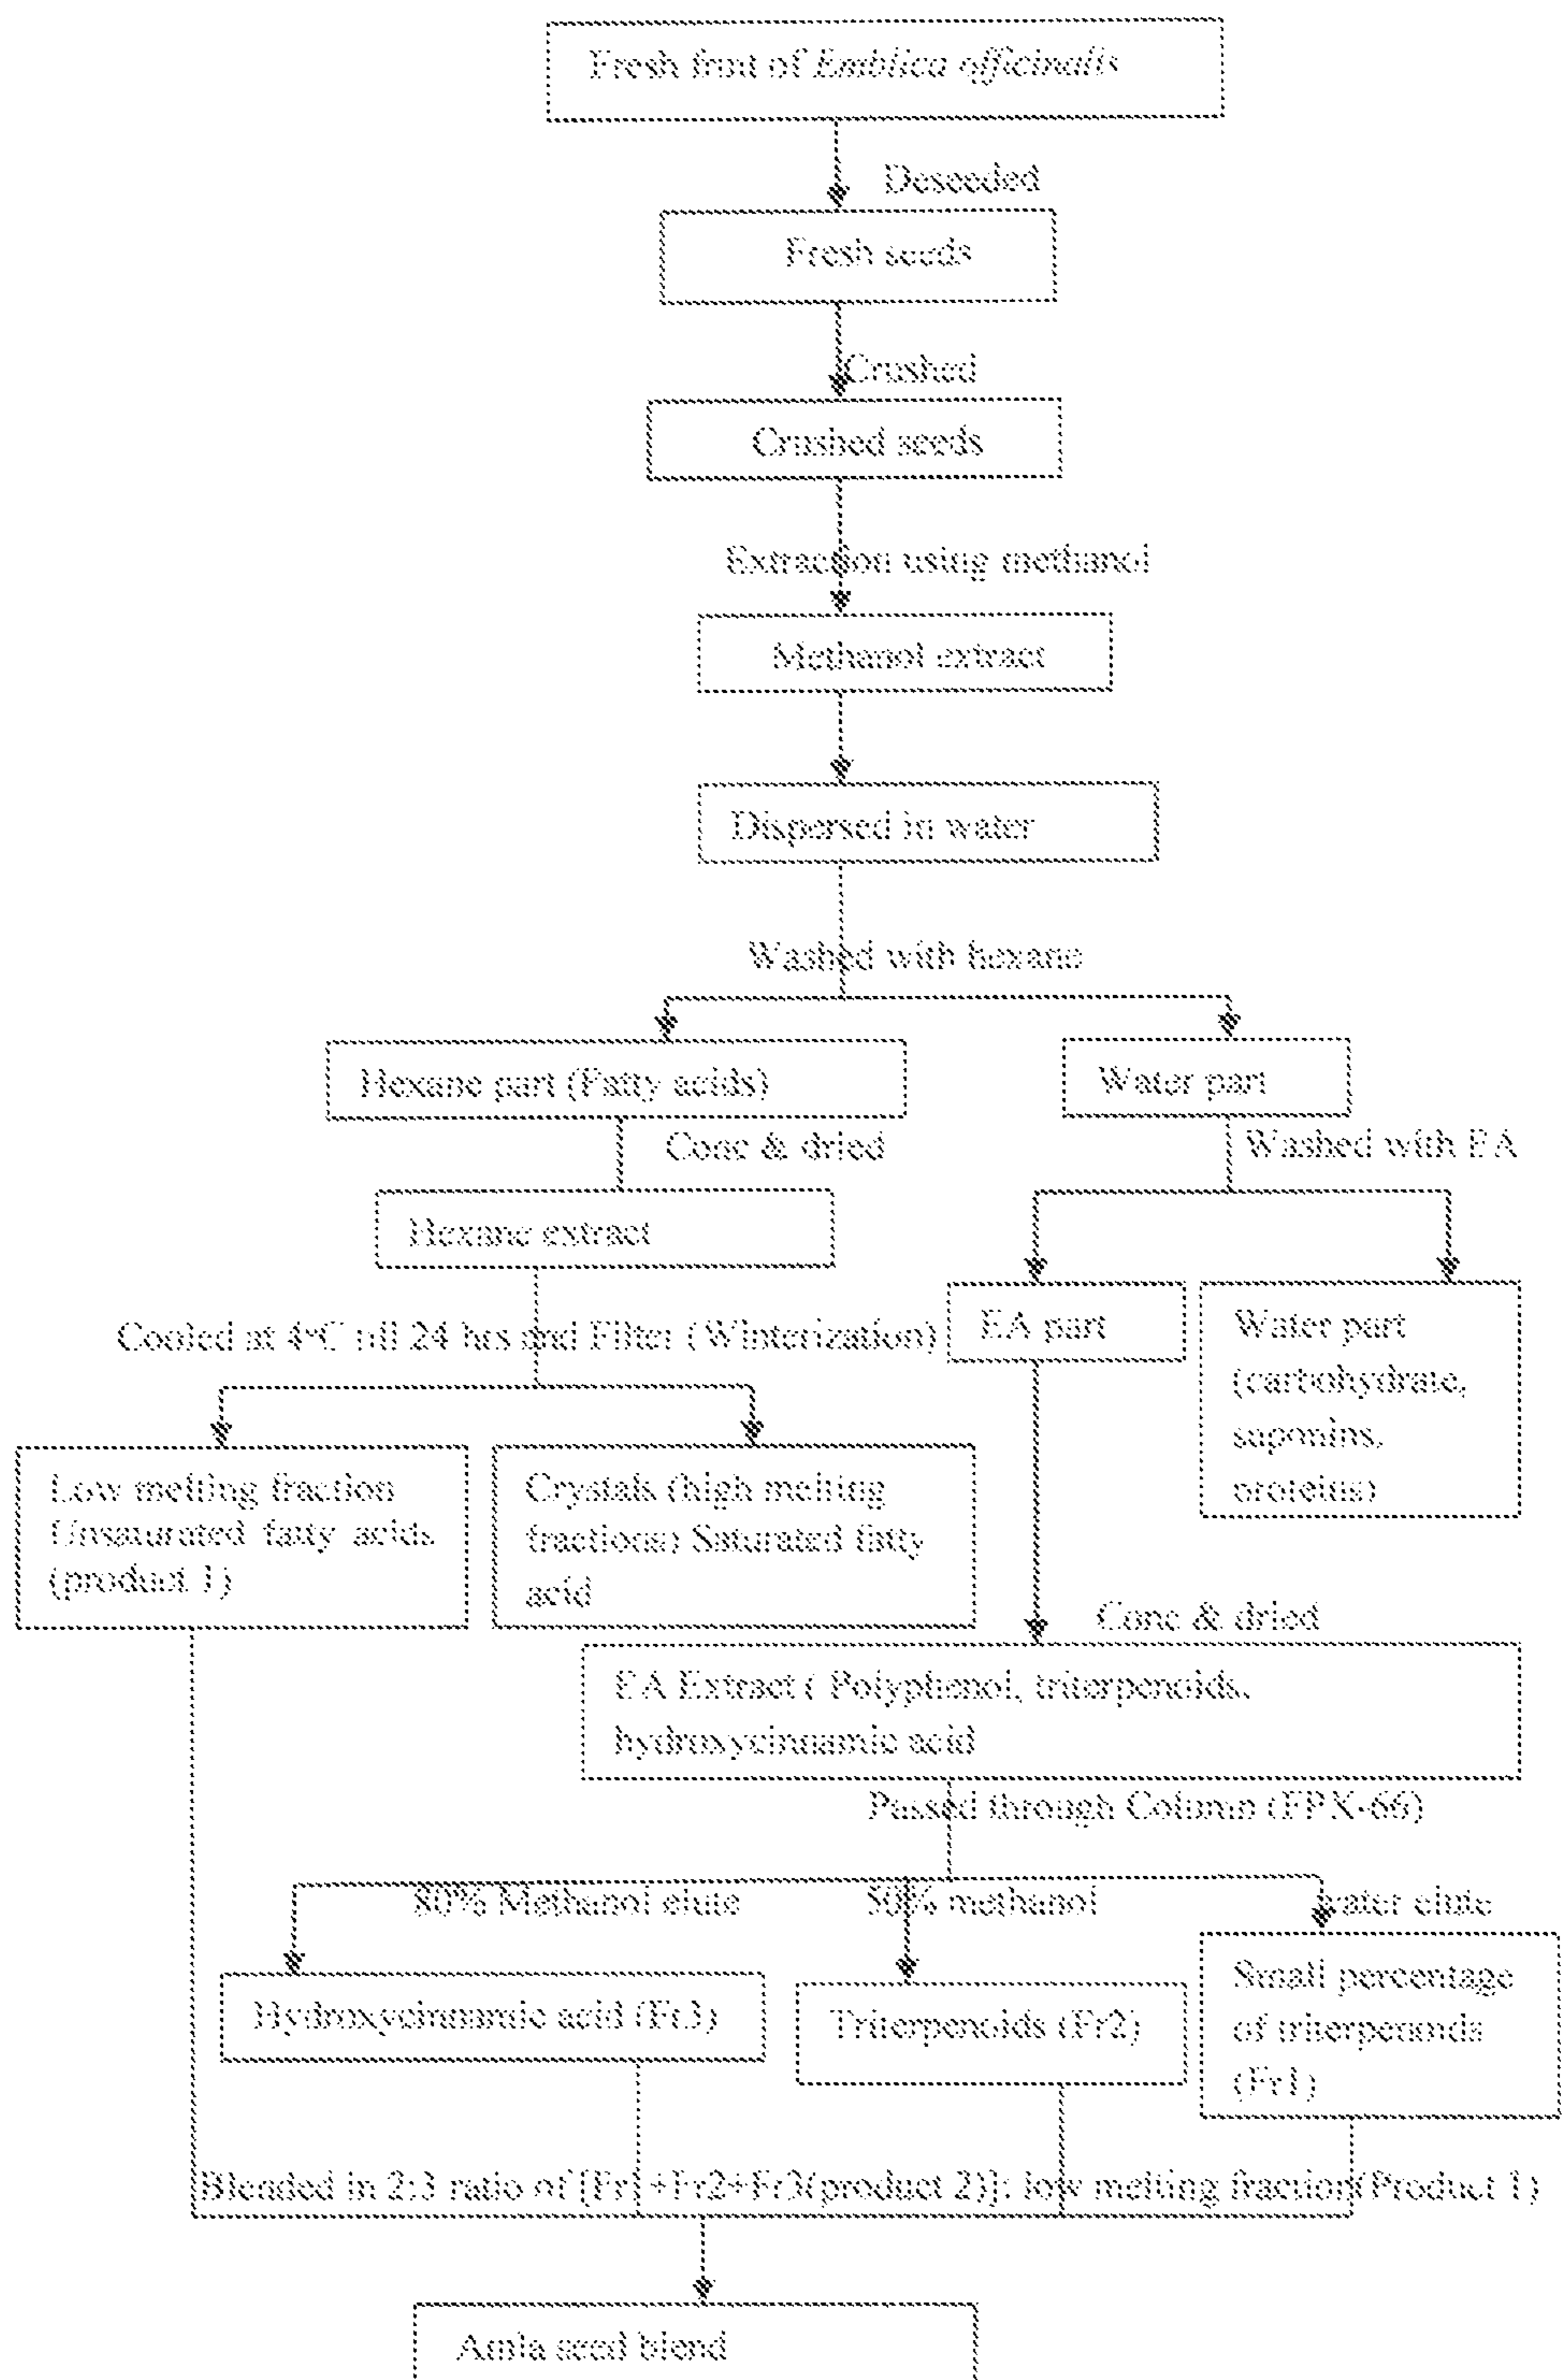 Fresh fruit of Emblica officinalis
Deseeded
Fresh seeds
Crushed
Crushed seeds
Extraction using methanol
Methanol extract
Dispersed in water
Washed with hexane
Hexane part (Fatty acids)
Water part
Conc & dried
Washed with EA
Hexane extract
Cooled at 4°C till 24 hrs and Filter (Winterization)
EA part
Water part
(carbohydrate,
saponins,
proteins)
Low melting fraction
Unsaturated fatty acids
(product 1)
Crystals (high melting
fractions) Saturated fatty
acid
Conc & dried
EA Extract ( Polyphenol, triterpenoids,
hydroxycinnamic acid
Passed through Column (FPX-66)
80% Methanol elute
50% methanol
water elute
Hydroxycinnamic acid (Fr3)
Triterpenoids (Fr2)
Small percentage
of triterpenoids
(Fr1)
Blended in 2:3 ratio of [Fr1+Fr2+Fr3(product 2)]: low melting fraction(Product 1)
Amla seed blend